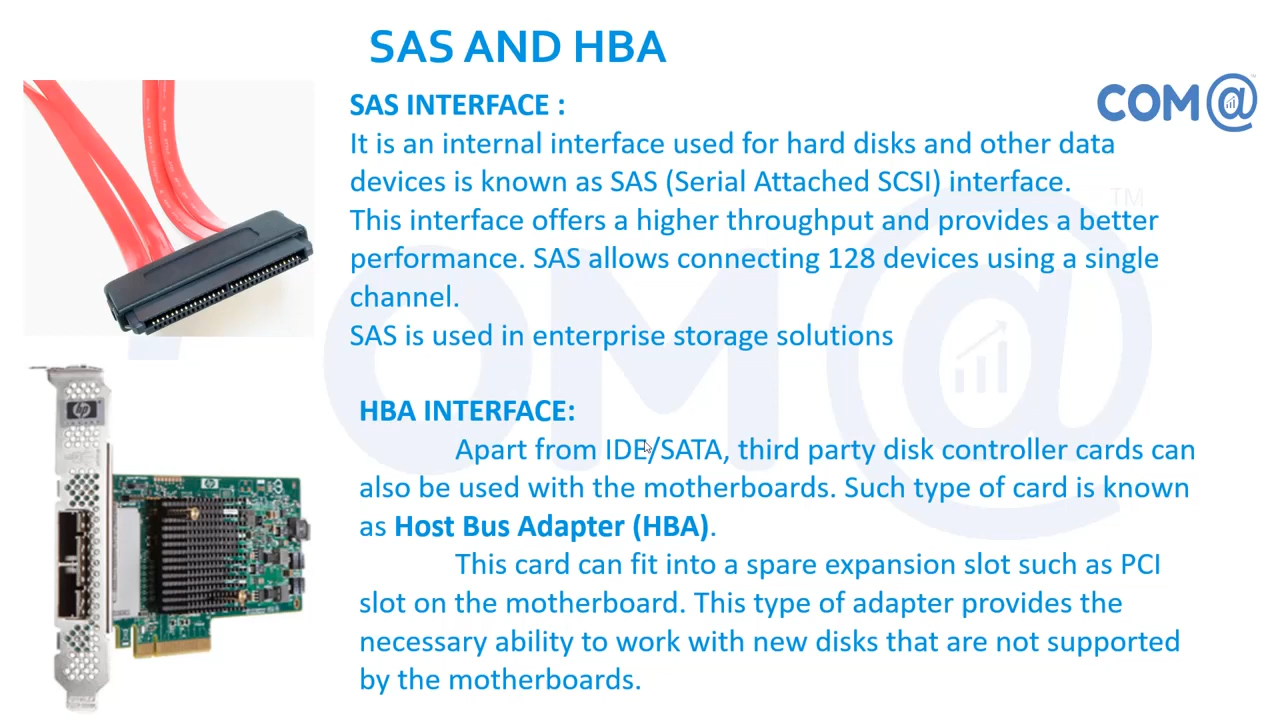 SAS AND HBA
COM@
SAS INTERFACE :
It is an internal interface used for hard disks and other data
devices is known as SAS (Serial Attached SCSI) interface.
This interface offers a higher throughput and provides a better
performance. SAS allows connecting 128 devices using a single
channel.
SAS is used in enterprise storage solutions
HBA INTERFACE:
Apart from IDE/SATA, third party disk controller cards can
also be used with the motherboards. Such type of card is known
as Host Bus Adapter (HBA).
This card can fit into a spare expansion slot such as PCI
slot on the motherboard. This type of adapter provides the
necessary ability to work with new disks that are not supported
by the motherboards.
COM@ TM
hp